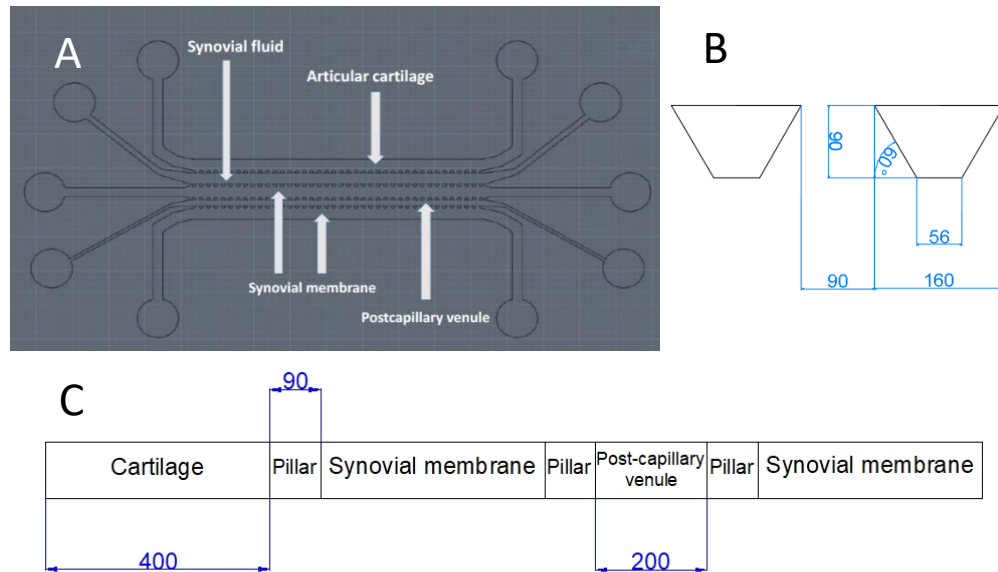 A
Synovial fluid
Articular cartilage
Synovial membrane
Postcapillary venule
B
90
60°
56
90
160
C
90
Cartilage
Pillar
Synovial membrane
Pillar
Post-capillary
venule
Pillar
Synovial membrane
400
200